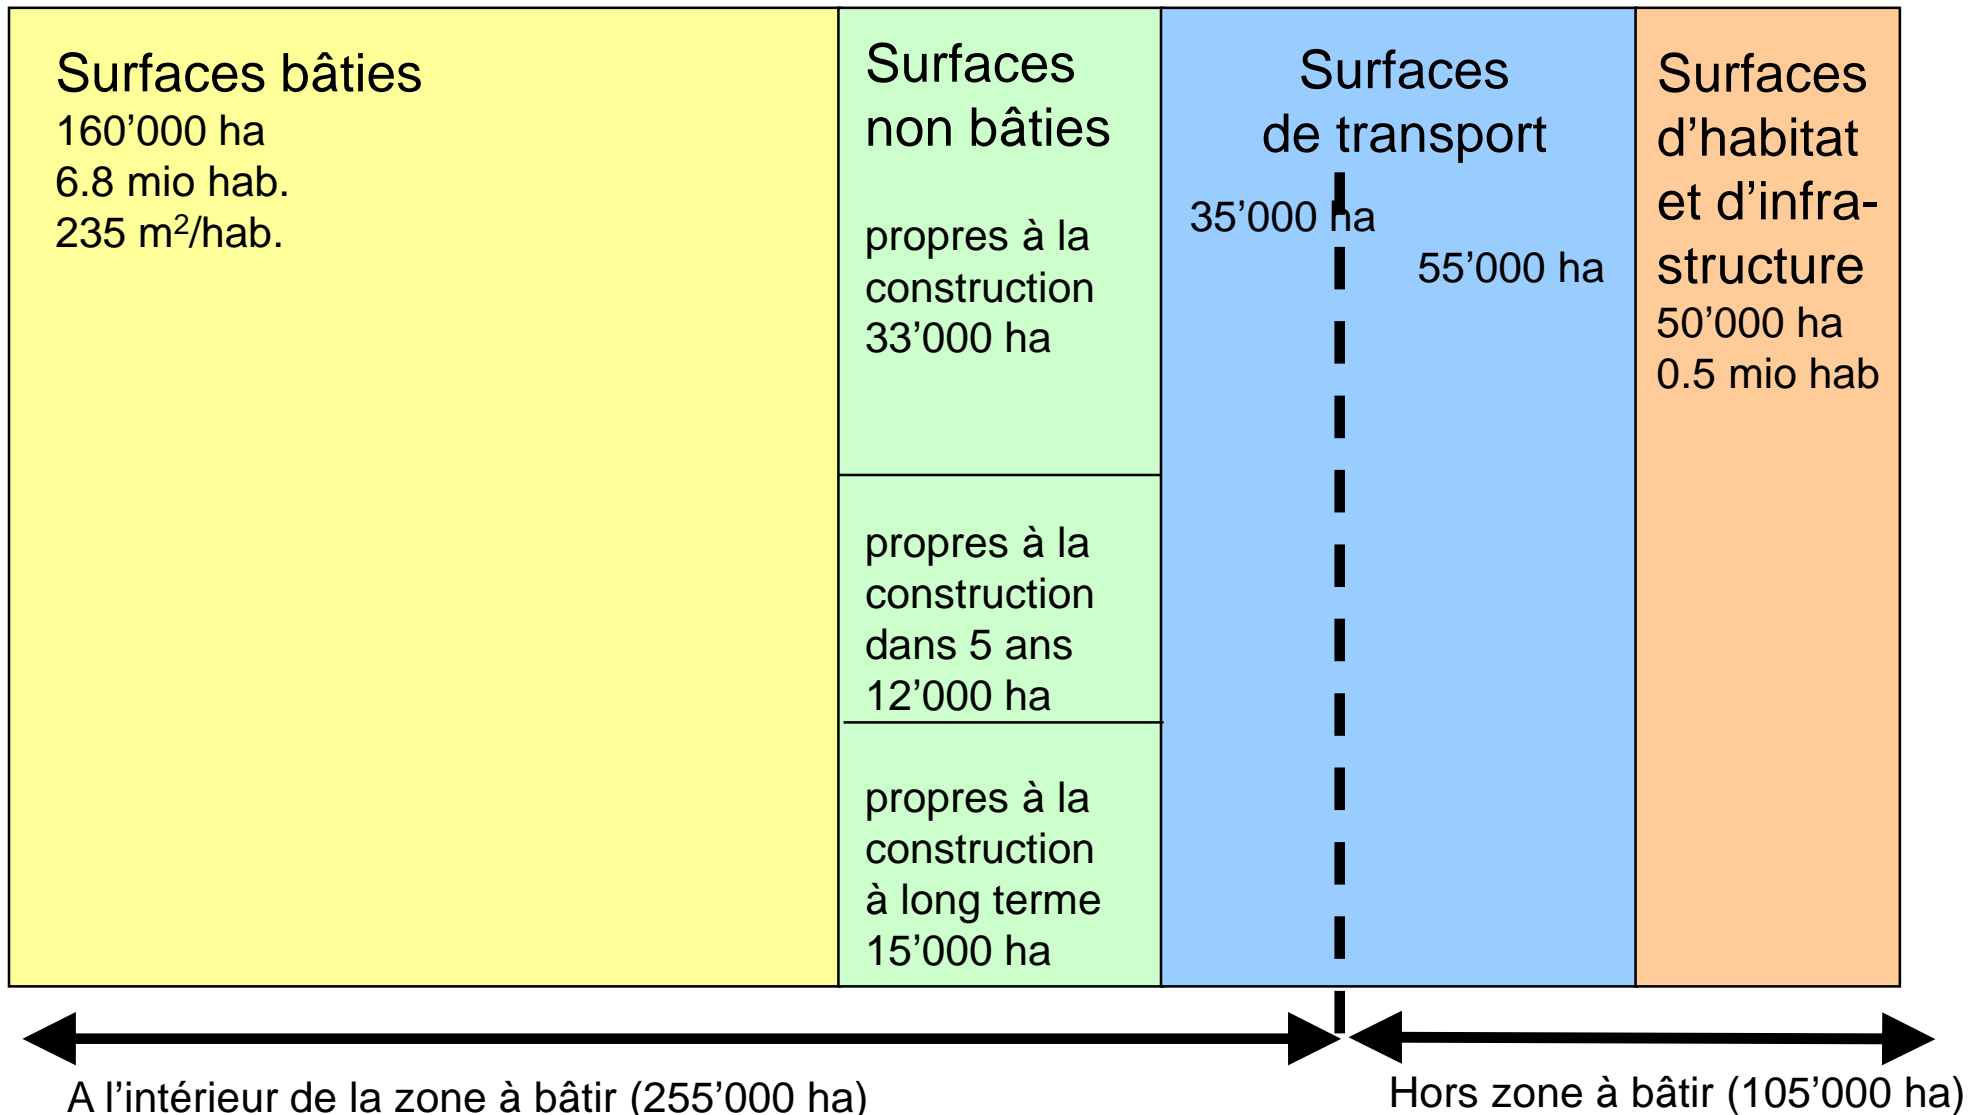 Surfaces bâties
160’000 ha
6.8 mio hab.
235 m²/hab.
Surfaces
non bâties
propres à la
construction
33’000 ha
propres à la
construction
dans 5 ans
12’000 ha
propres à la
construction
à long terme
15’000 ha
Surfaces
de transport
35’000 ha
55’000 ha
Surfaces
d’habitat
et d’infra-
structure
50’000 ha
0.5 mio hab
A l’intérieur de la zone à bâtir (255’000 ha)
Hors zone à bâtir (105’000 ha)